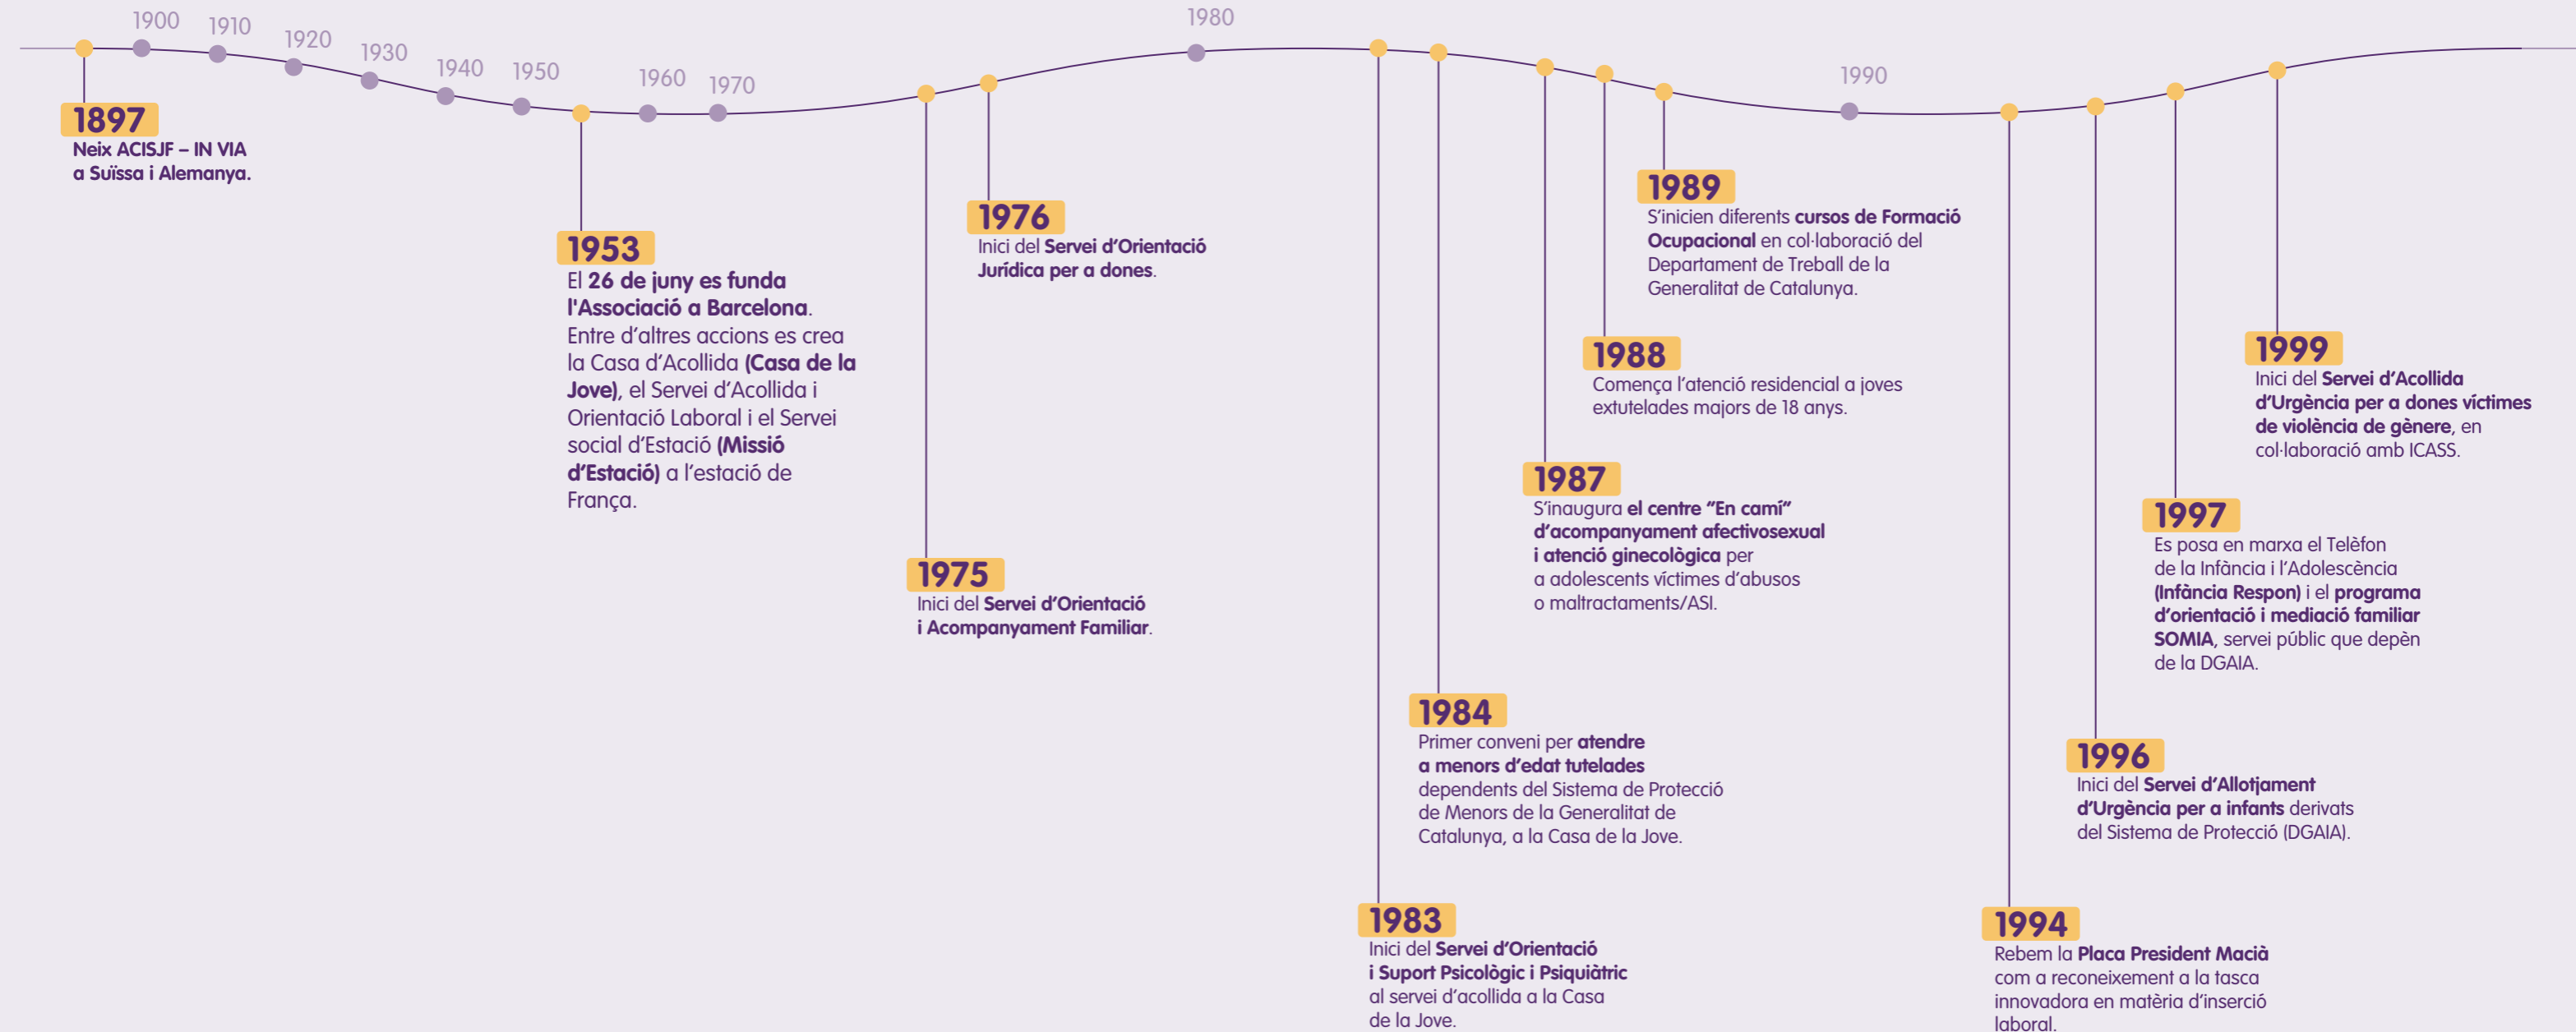 1900
1910
1920
1930
1940
1950
1960
1970
1980
1990
1897
Neix ACISJF – IN VIA
a Suïssa i Alemanya.
1953
El 26 de juny es funda
l'Associació a Barcelona.
Entre d’altres accions es crea
la Casa d’Acollida (Casa de la
Jove), el Servei d’Acollida i
Orientació Laboral i el Servei
social d’Estació (Missió
d’Estació) a l’estació de
França.
1975
Inici del Servei d’Orientació
i Acompanyament Familiar.
1976
Inici del Servei d’Orientació
Jurídica per a dones.
1983
Inici del Servei d’Orientació
i Suport Psicològic i Psiquiàtric
al servei d’acollida a la Casa
de la Jove.
1984
Primer conveni per atendre
a menors d’edat tutelades
dependents del Sistema de Protecció
de Menors de la Generalitat de
Catalunya, a la Casa de la Jove.
1987
S’inaugura el centre “En camí”
d’acompanyament afectivosexual
i atenció ginecològica per
a adolescents víctimes d’abusos
o maltractaments/ASI.
1988
Comença l’atenció residencial a joves
extutelades majors de 18 anys.
1989
S’inicien diferents cursos de Formació
Ocupacional en col·laboració del
Departament de Treball de la
Generalitat de Catalunya.
1994
Rebem la Placa President Macià
com a reconeixement a la tasca
innovadora en matèria d’inserció
laboral.
1996
Inici del Servei d’Allotjament
d’Urgència per a infants derivats
del Sistema de Protecció (DGAIA).
1997
Es posa en marxa el Telèfon
de la Infància i l’Adolescència
(Infància Respon) i el programa
d’orientació i mediació familiar
SOMIA, servei públic que depèn
de la DGAIA.
1999
Inici del Servei d’Acollida
d’Urgència per a dones víctimes
de violència de gènere, en
col·laboració amb ICASS.